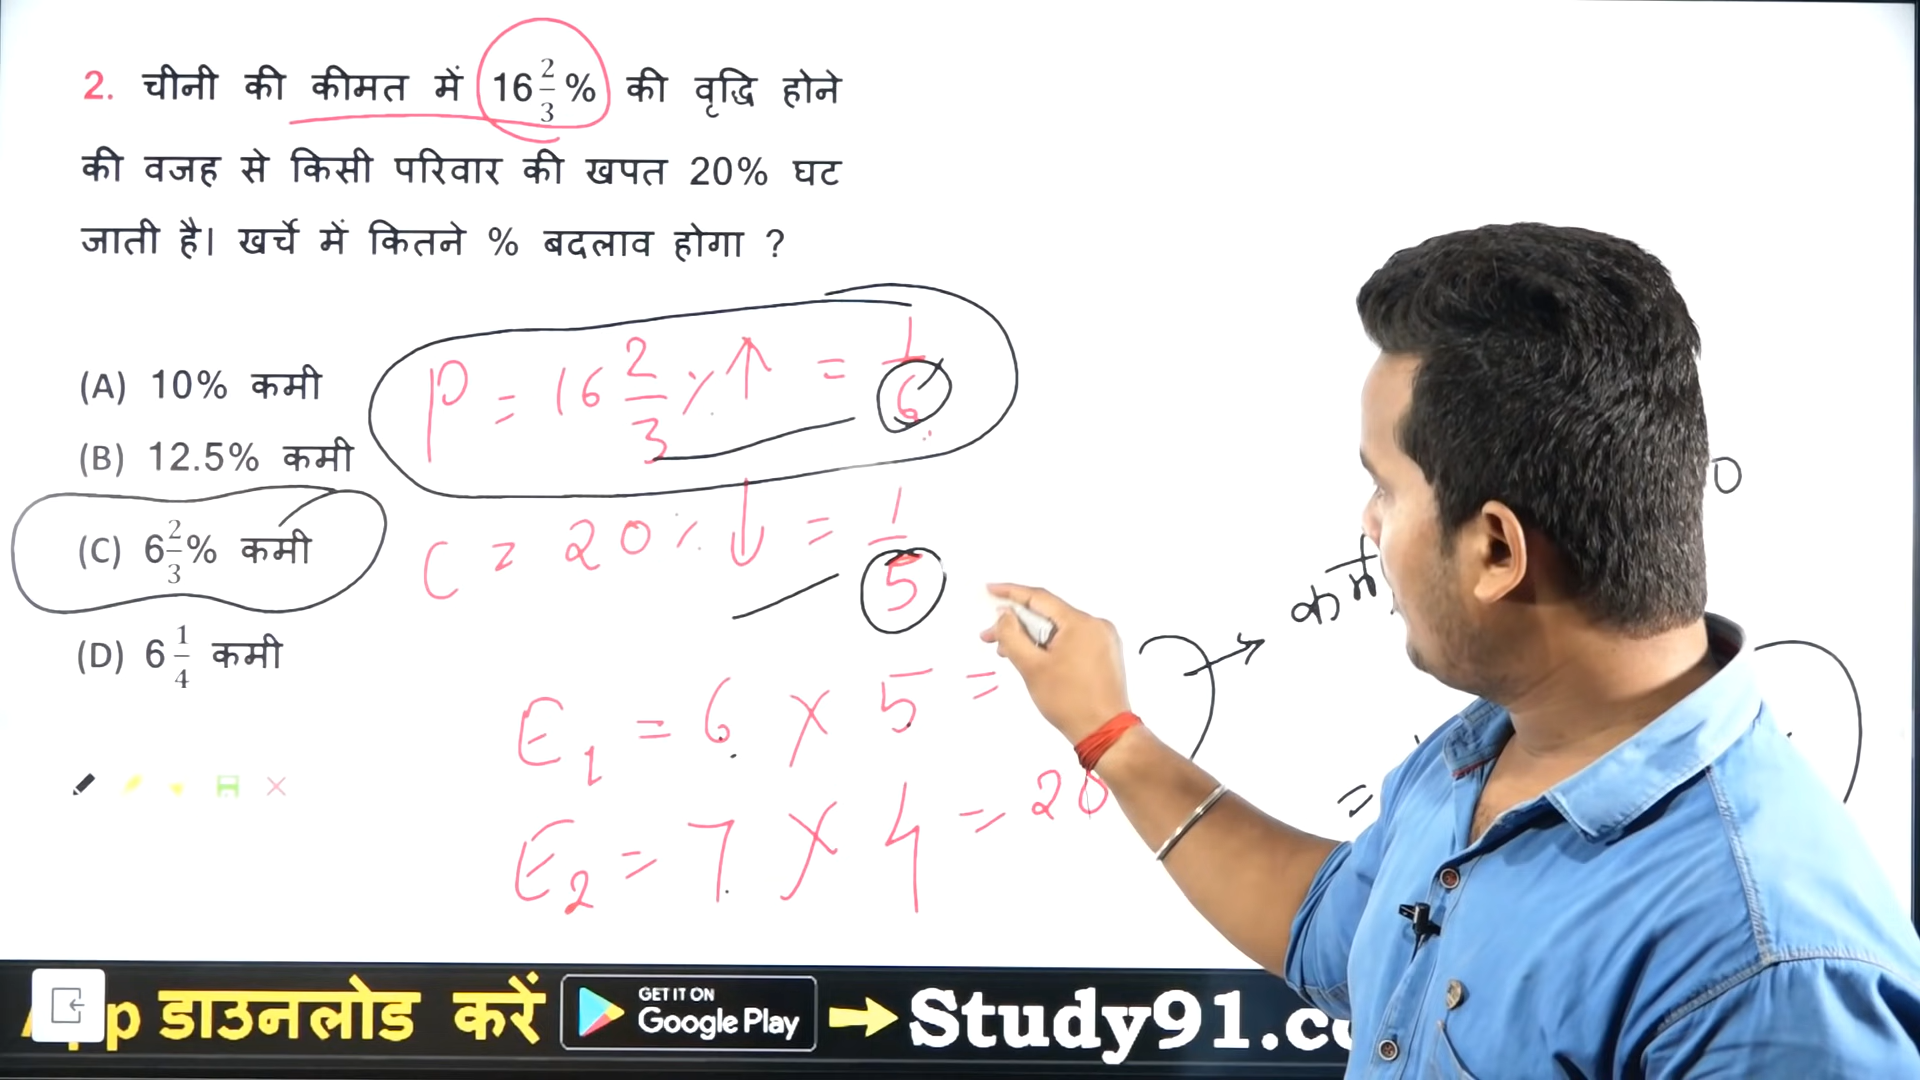 2. चीनी की कीमत में 16 2/3 % की वृद्धि होने
की वजह से किसी परिवार की खपत 20% घट
जाती है। खर्चे में कितने % बदलाव होगा ?
(A) 10% कमी
(B) 12.5% कमी
(C) 6 2/3 % कमी
(D) 6 1/4 कमी
P = 16 2/3 % ↑ = 1/6
C = 20% ↓ = 1/5
E1 = 6 × 5 =
E2 = 7 × 4 = 28
→
0
=
p डाउनलोड करें
GET IT ON
Google Play
→ Study91.co